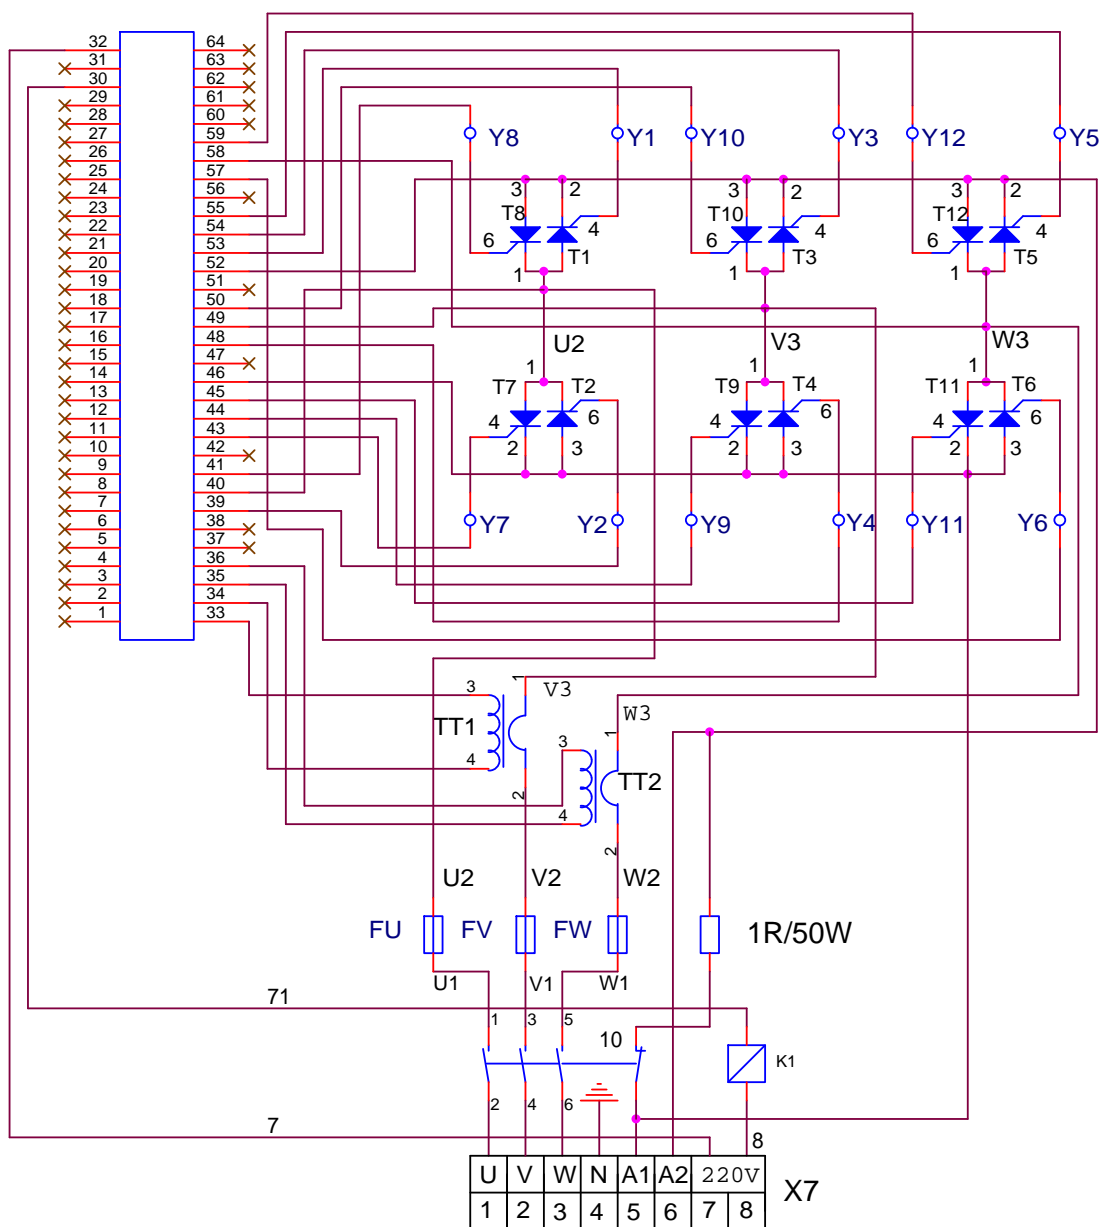 32 64
31 63
30 62
29 61
28 60
27 59
26 58
25 57
24 56
23 55
22 54
21 53
20 52
19 51
18 50
17 49
16 48
15 47
14 46
13 45
12 44
11 43
10 42
9 41
8 40
7 39
6 38
5 37
4 36
3 35
2 34
1 33
Y8 Y1 Y10 Y3 Y12 Y5
3 2 3 2 3 2
T8 T10 T12
4 4 4
6 6 6
T1 T3 T5
1 1 1
U2 V3 W3
1 1 1
T7 T2 T9 T4 T11 T6
4 6 4 6 4 6
2 3 2 3 2 3
Y7 Y2 Y9 Y4 Y11 Y6
3 1 V3
TT1
4
2
W3
1
3
TT2
4
2
U2 V2 W2
FU FV FW 1R/50W
U1 V1 W1
71
1 3 5
10
K1
2 4 6
7 8
U V W N A1 A2 220V
X7
1 2 3 4 5 6 7 8